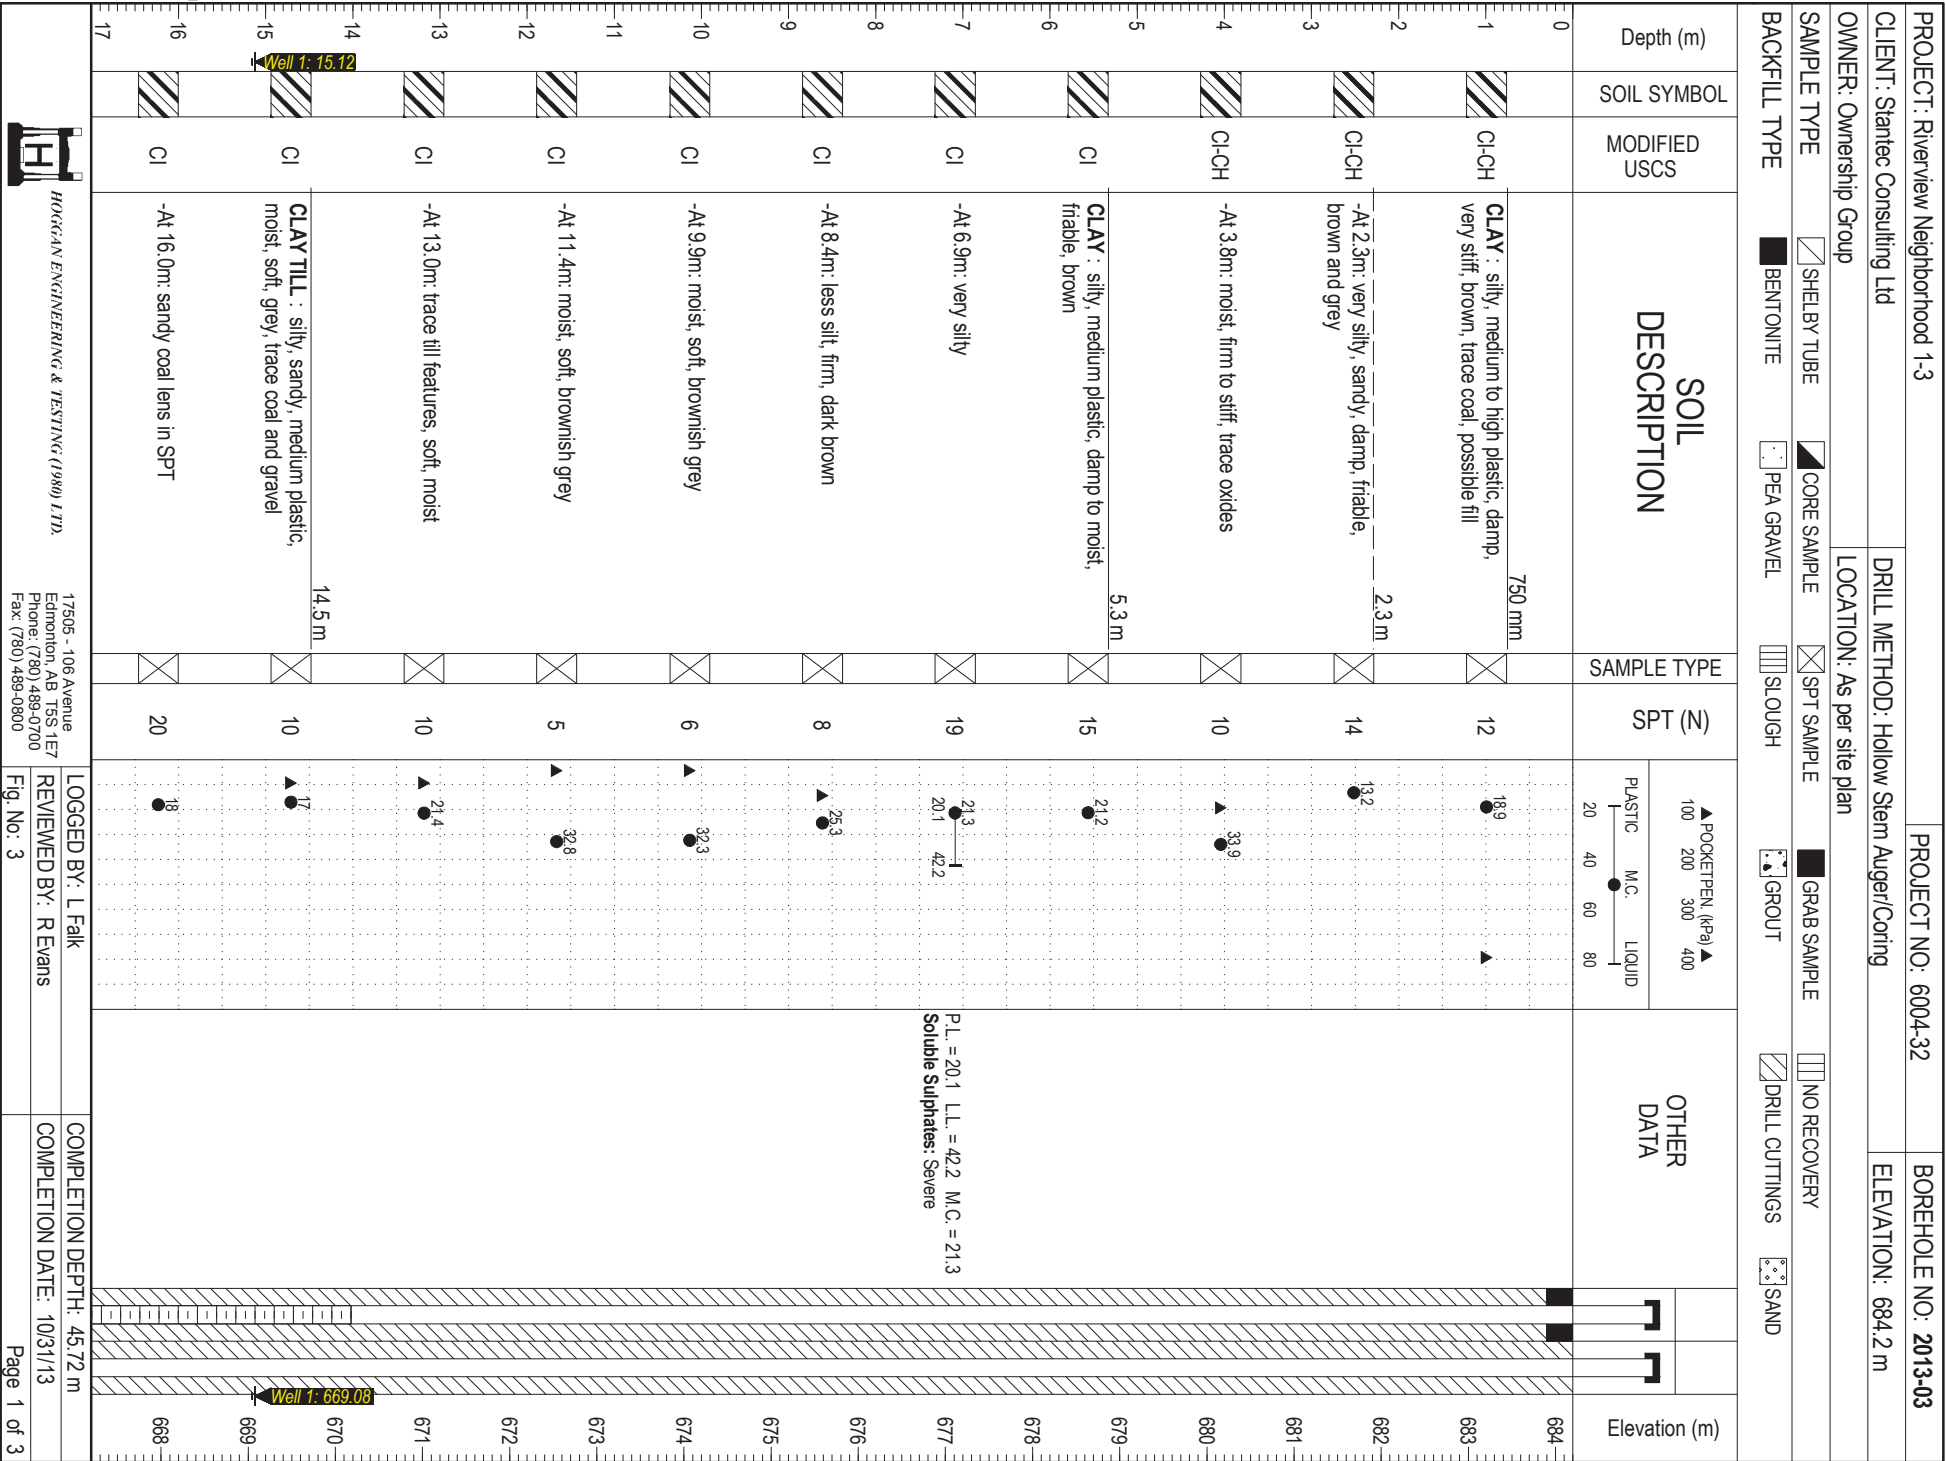 PROJECT: Riverview Neighborhood 1-3
PROJECT NO: 6004-32
BOREHOLE NO: 2013-03
CLIENT: Stantec Consulting Ltd
DRILL METHOD: Hollow Stem Auger/Coring
ELEVATION: 684.2 m
OWNER: Ownership Group
LOCATION: As per site plan
SAMPLE TYPE
SHELBY TUBE
CORE SAMPLE
SPT SAMPLE
GRAB SAMPLE
NO RECOVERY
BACKFILL TYPE
BENTONITE
PEA GRAVEL
SLOUGH
GROUT
DRILL CUTTINGS
SAND
Depth (m)
SOIL SYMBOL
MODIFIED
USCS
SOIL
DESCRIPTION
SAMPLE TYPE
SPT (N)
▲ POCKET PEN. (kPa) ▲
100 200 300 400
PLASTIC M.C. LIQUID
20 40 60 80
OTHER
DATA
Elevation (m)
0
684
750 mm
1
CI-CH
CLAY : silty, medium to high plastic, damp,
very stiff, brown, trace coal, possible fill
12
18.9
683
2
2.3 m
CI-CH
-At 2.3m: very silty, sandy, damp, friable,
brown and grey
14
13.2
682
3
681
4
CI-CH
-At 3.8m: moist, firm to stiff, trace oxides
10
33.9
680
5
5.3 m
679
CI
CLAY : silty, medium plastic, damp to moist,
friable, brown
15
21.2
6
678
7
CI
-At 6.9m: very silty
19
21.3
20.1 42.2
P.L. = 20.1 L.L. = 42.2 M.C. = 21.3
Soluble Sulphates: Severe
677
8
676
CI
-At 8.4m: less silt, firm, dark brown
8
25.3
9
675
10
CI
-At 9.9m: moist, soft, brownish grey
6
32.3
674
11
673
CI
-At 11.4m: moist, soft, brownish grey
5
32.8
12
672
13
CI
-At 13.0m: trace till features, soft, moist
10
21.4
671
14
670
14.5 m
CI
CLAY TILL : silty, sandy, medium plastic,
moist, soft, grey, trace coal and gravel
10
17
15
Well 1: 15.12
Well 1: 669.08
669
16
CI
-At 16.0m: sandy coal lens in SPT
20
18
668
17
H
HOGGAN ENGINEERING & TESTING (1980) LTD.
17505 - 106 Avenue
Edmonton, AB T5S 1E7
Phone: (780) 489-0700
Fax: (780) 489-0800
LOGGED BY: L Falk
COMPLETION DEPTH: 45.72 m
REVIEWED BY: R Evans
COMPLETION DATE: 10/31/13
Fig. No: 3
Page 1 of 3